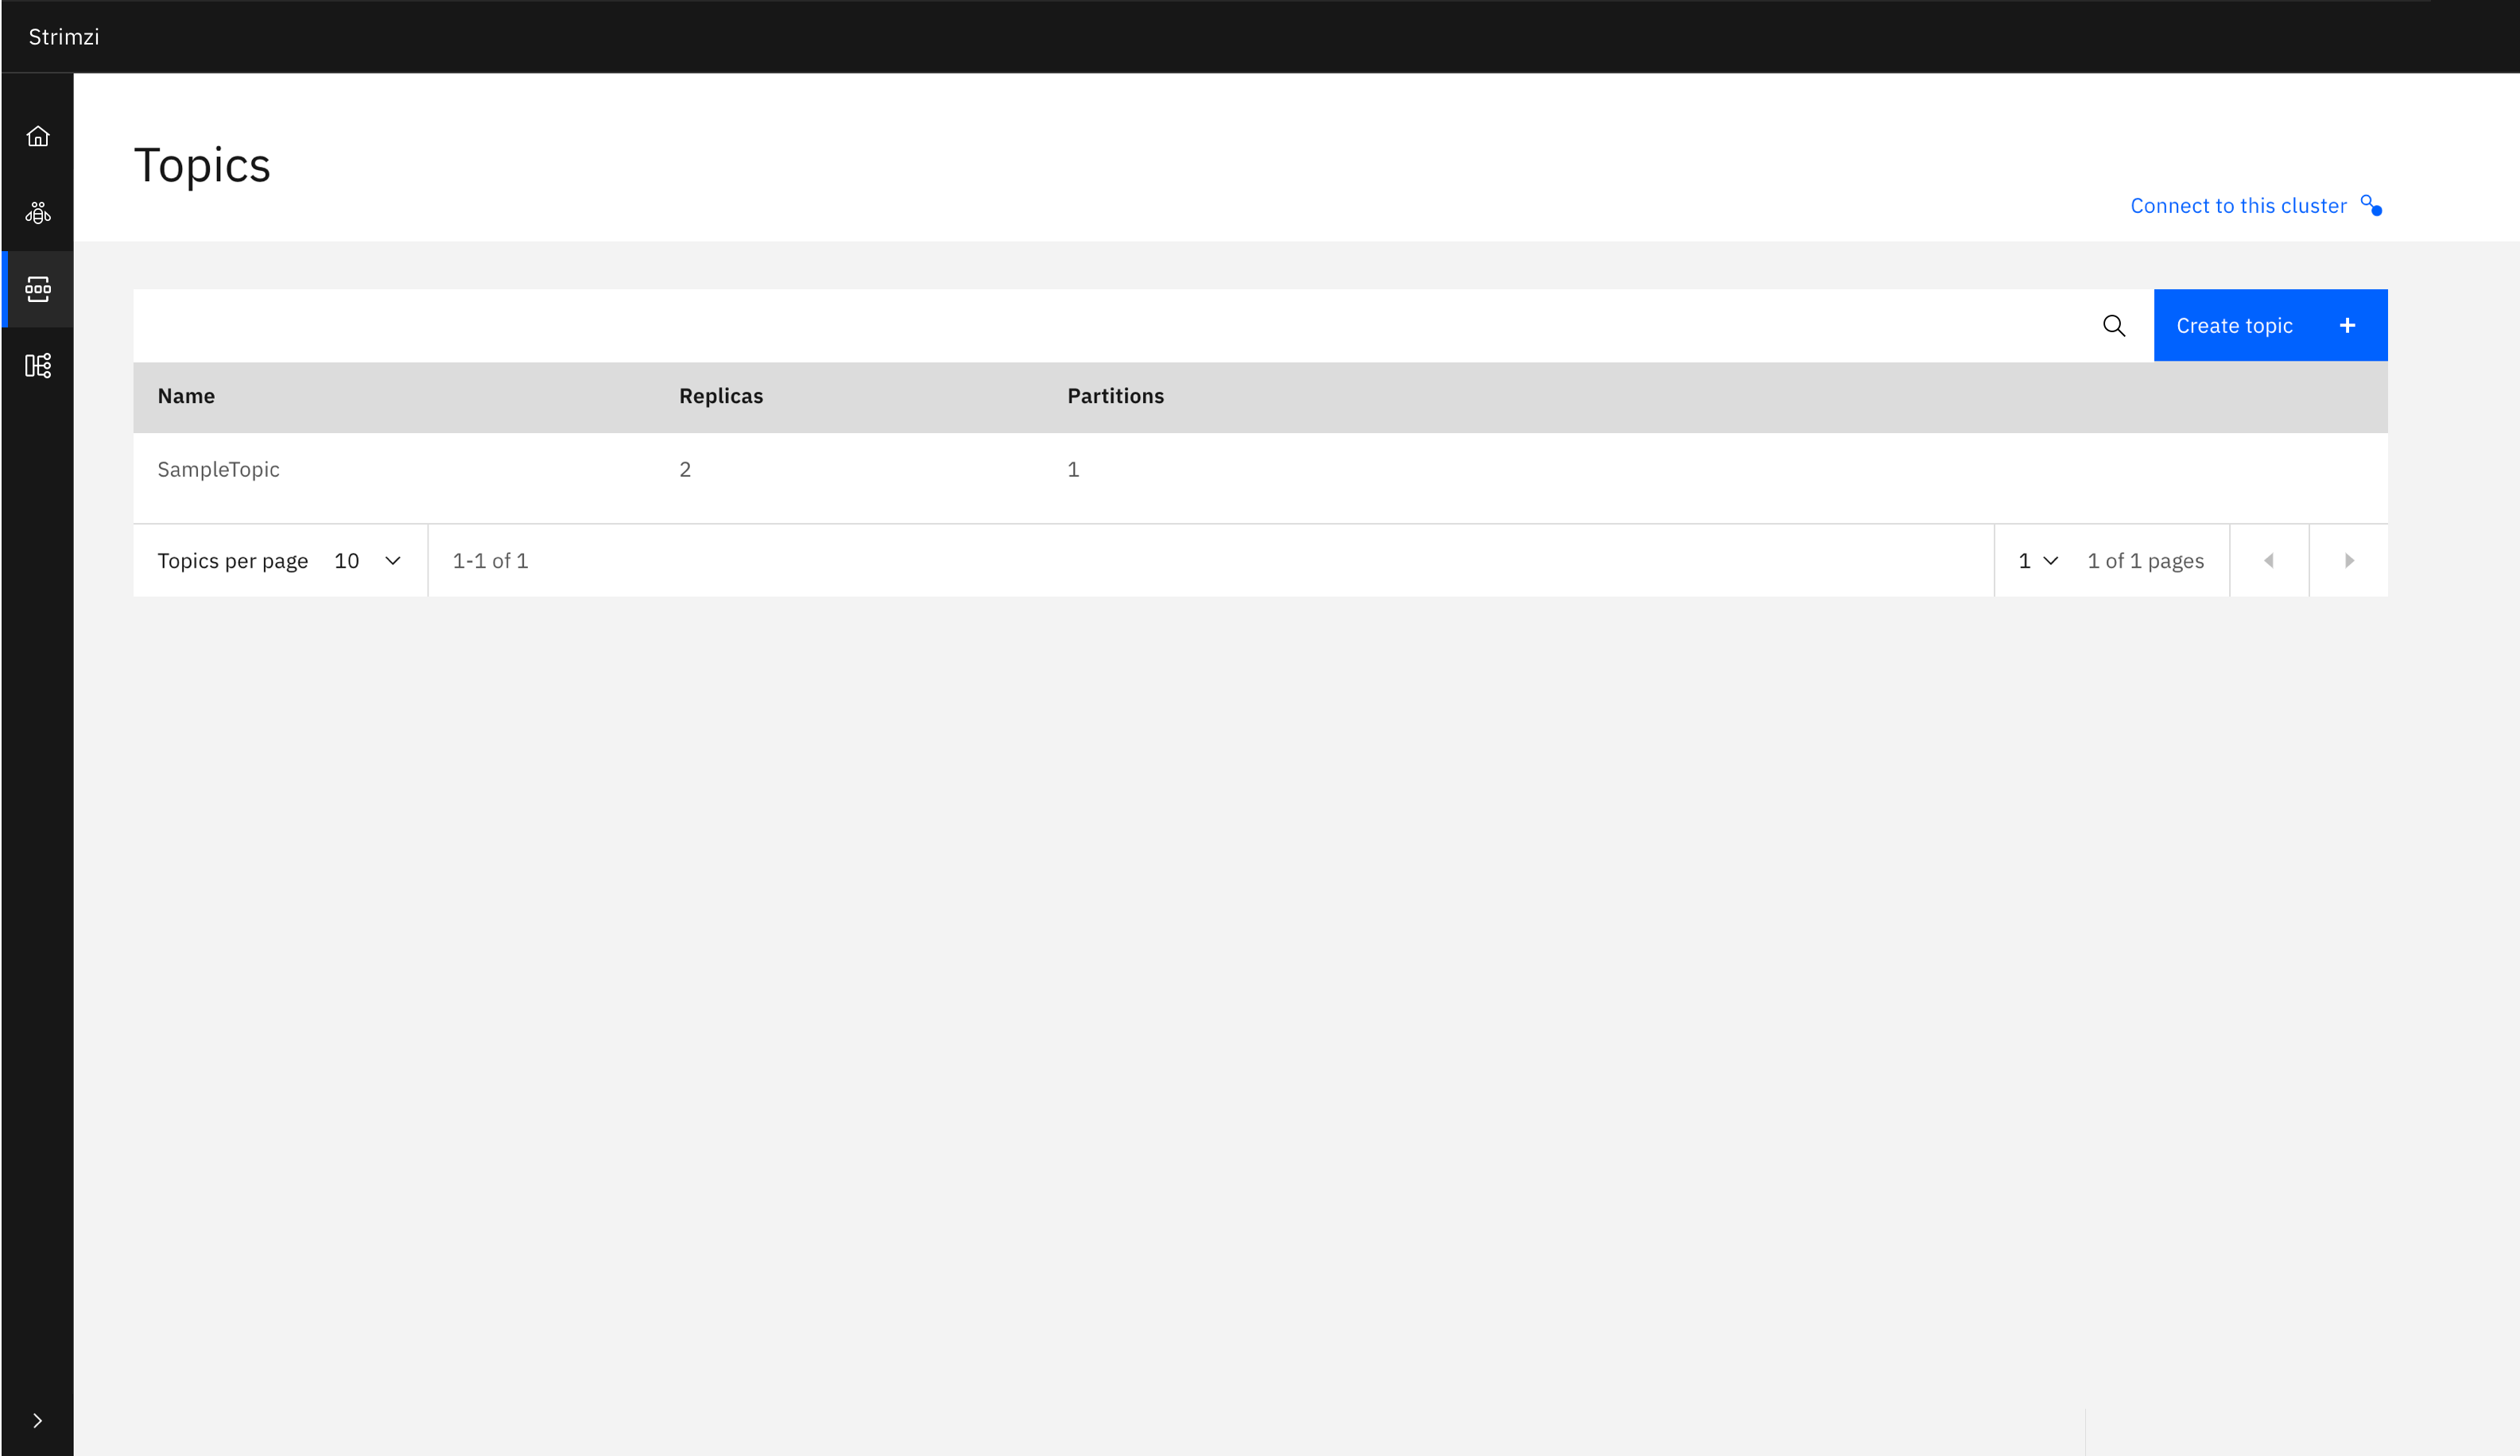 Strimzi
Topics
Connect to this cluster
Create topic
Name Replicas Partitions
SampleTopic 2 1
Topics per page 10 1-1 of 1 1 1 of 1 pages